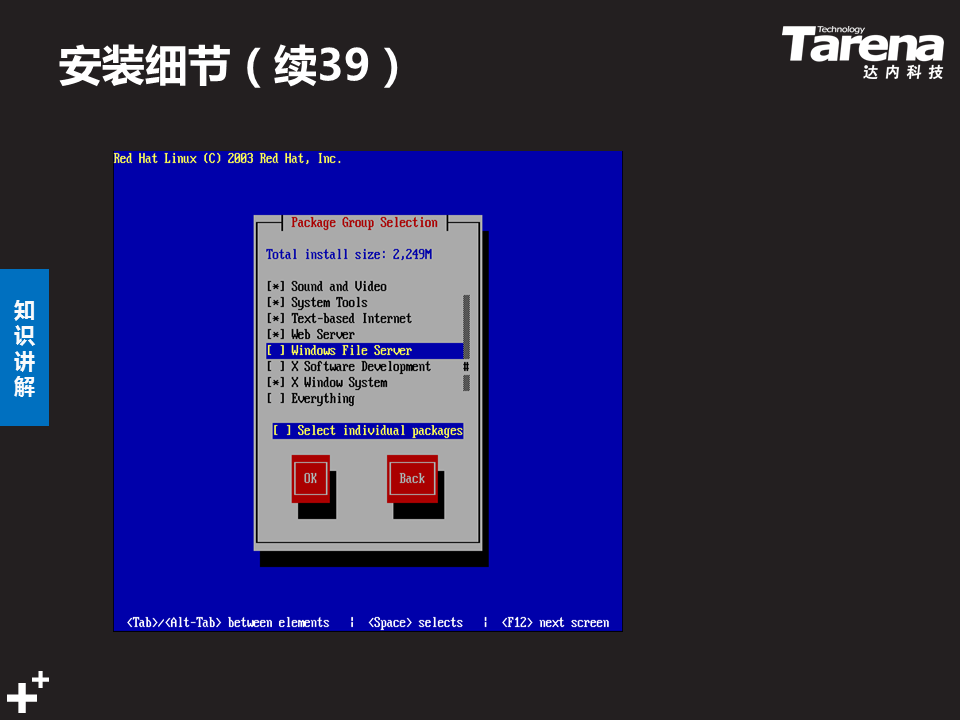 安装细节（续39）
Technology
Tarena
达内科技
知识讲解
Red Hat Linux (C) 2003 Red Hat, Inc.
Package Group Selection
Total install size: 2,249M
[*] Sound and Video
[*] System Tools
[*] Text-based Internet
[*] Web Server
[ ] Windows File Server
[ ] X Software Development #
[*] X Window System
[ ] Everything
[ ] Select individual packages
OK Back
<Tab>/<Alt-Tab> between elements | <Space> selects | <F12> next screen